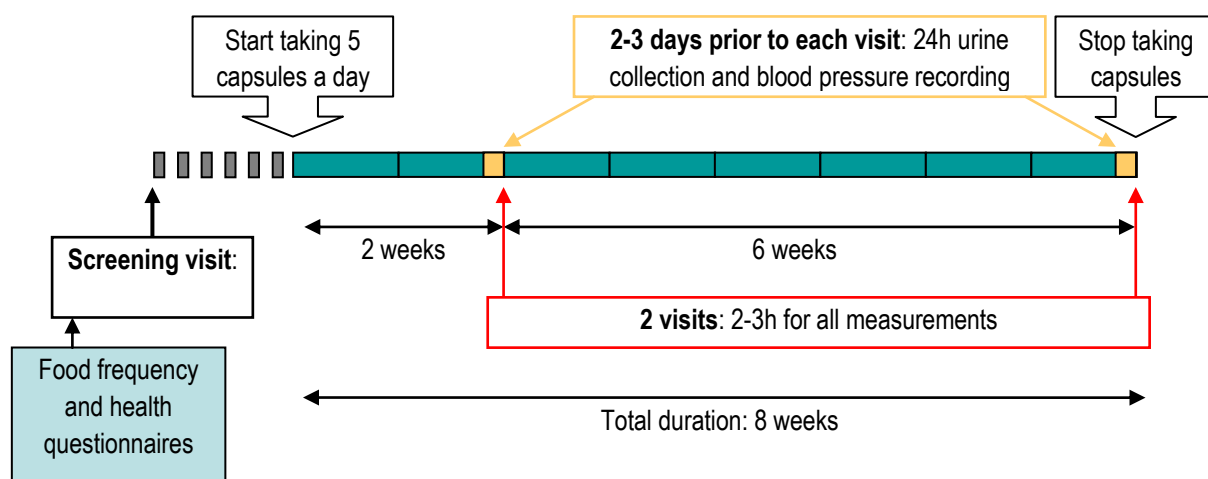 Start taking 5
capsules a day
2-3 days prior to each visit: 24h urine
collection and blood pressure recording
Stop taking
capsules
2 weeks
6 weeks
Screening visit:
2 visits: 2-3h for all measurements
Food frequency
and health
questionnaires
Total duration: 8 weeks